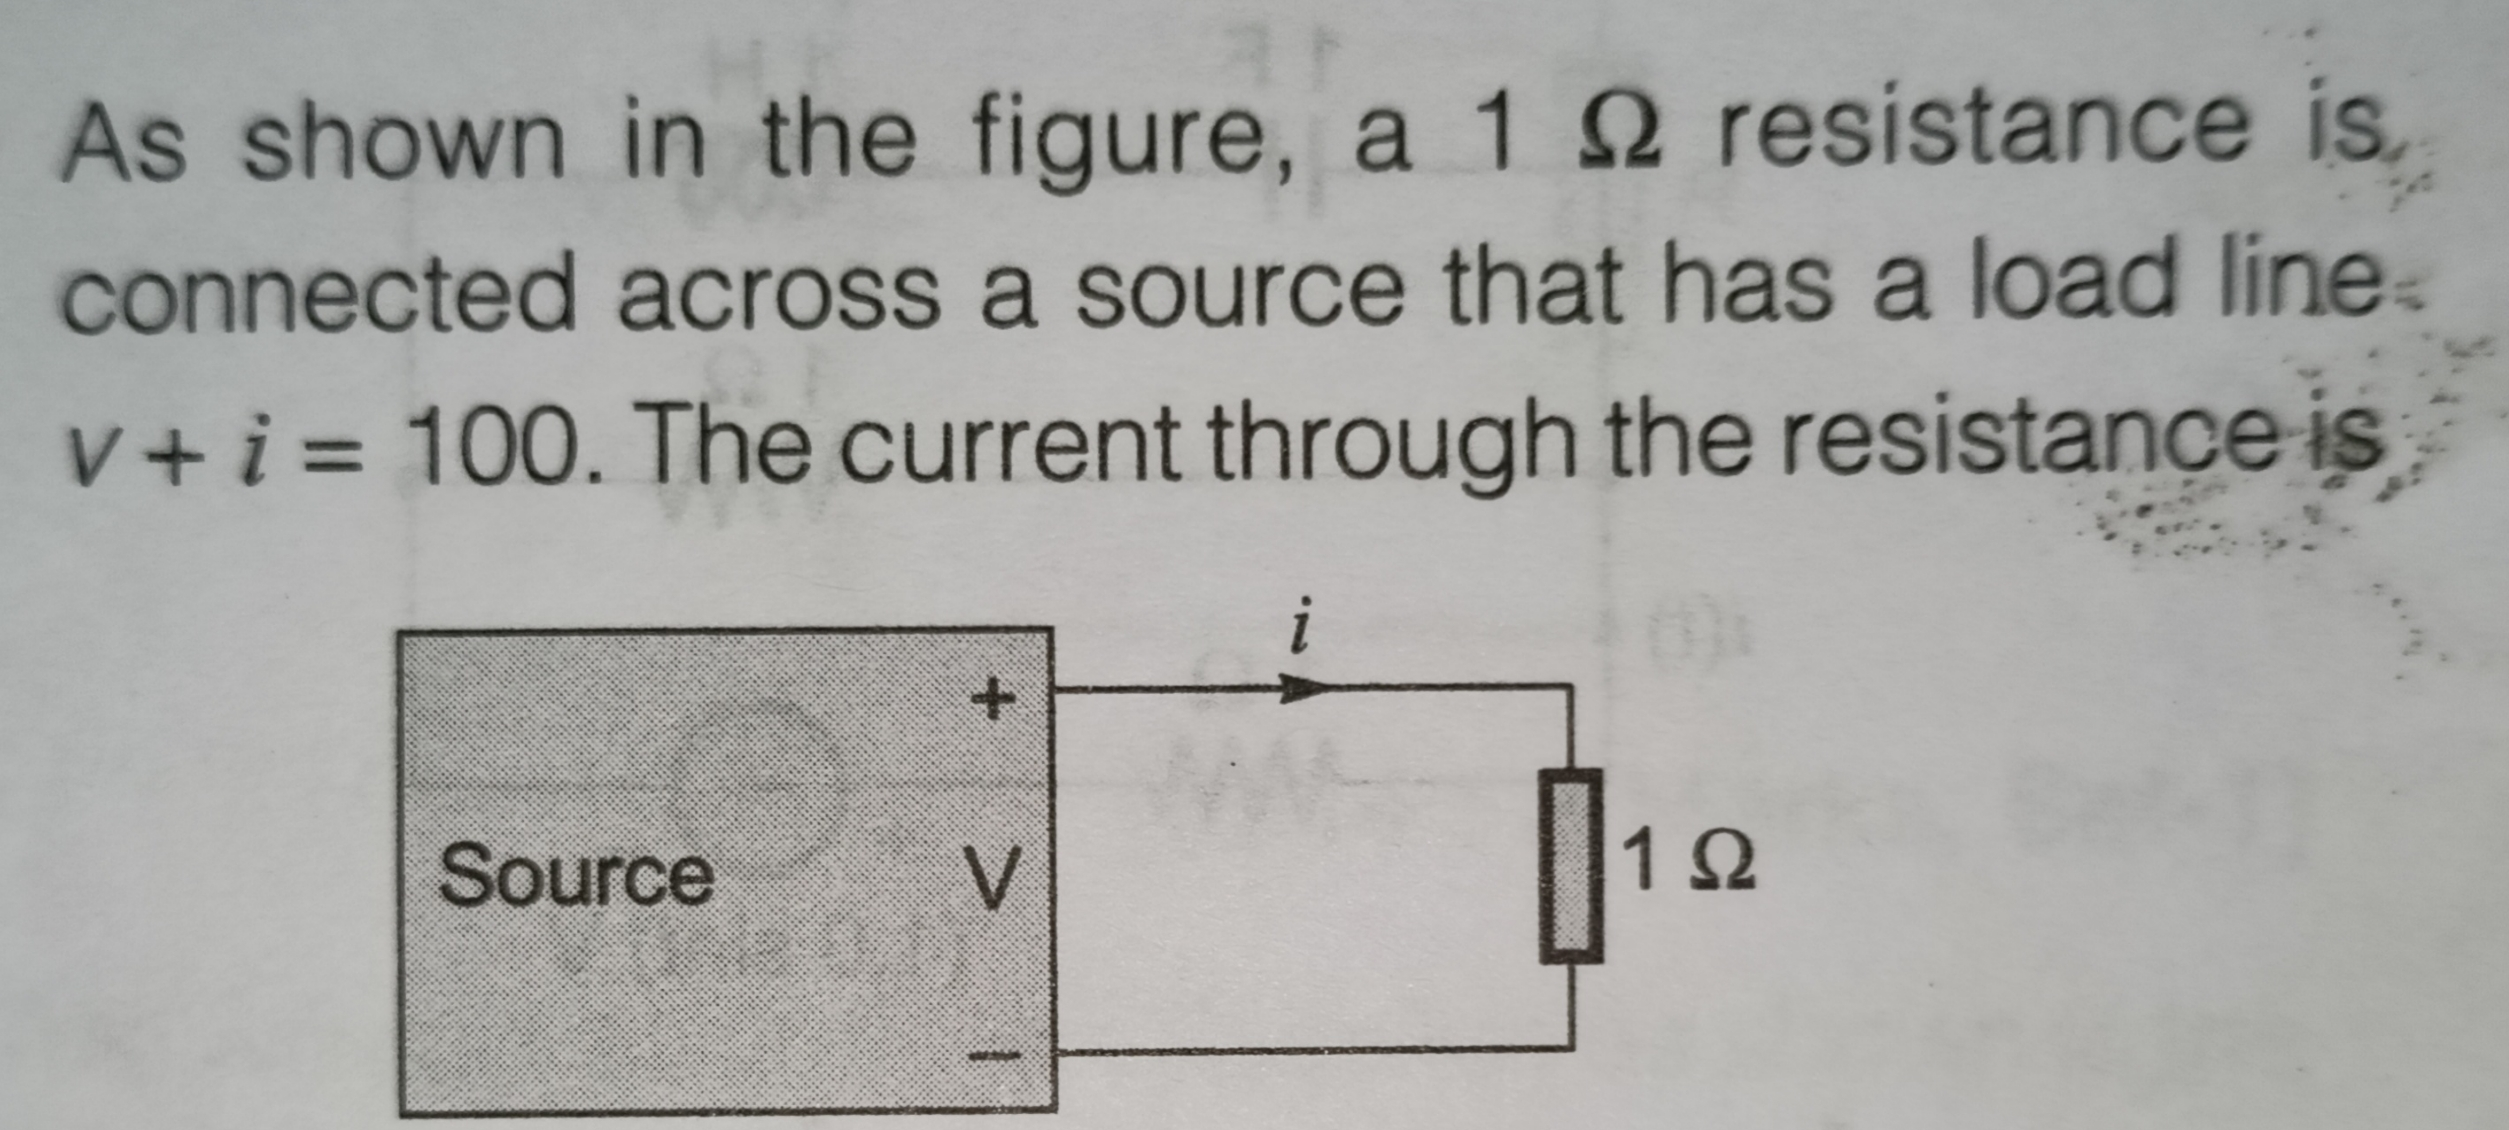 As shown in the figure, a 1 Ω resistance is
connected across a source that has a load line
v + i = 100. The current through the resistance is
i
+
Source V
1 Ω
−